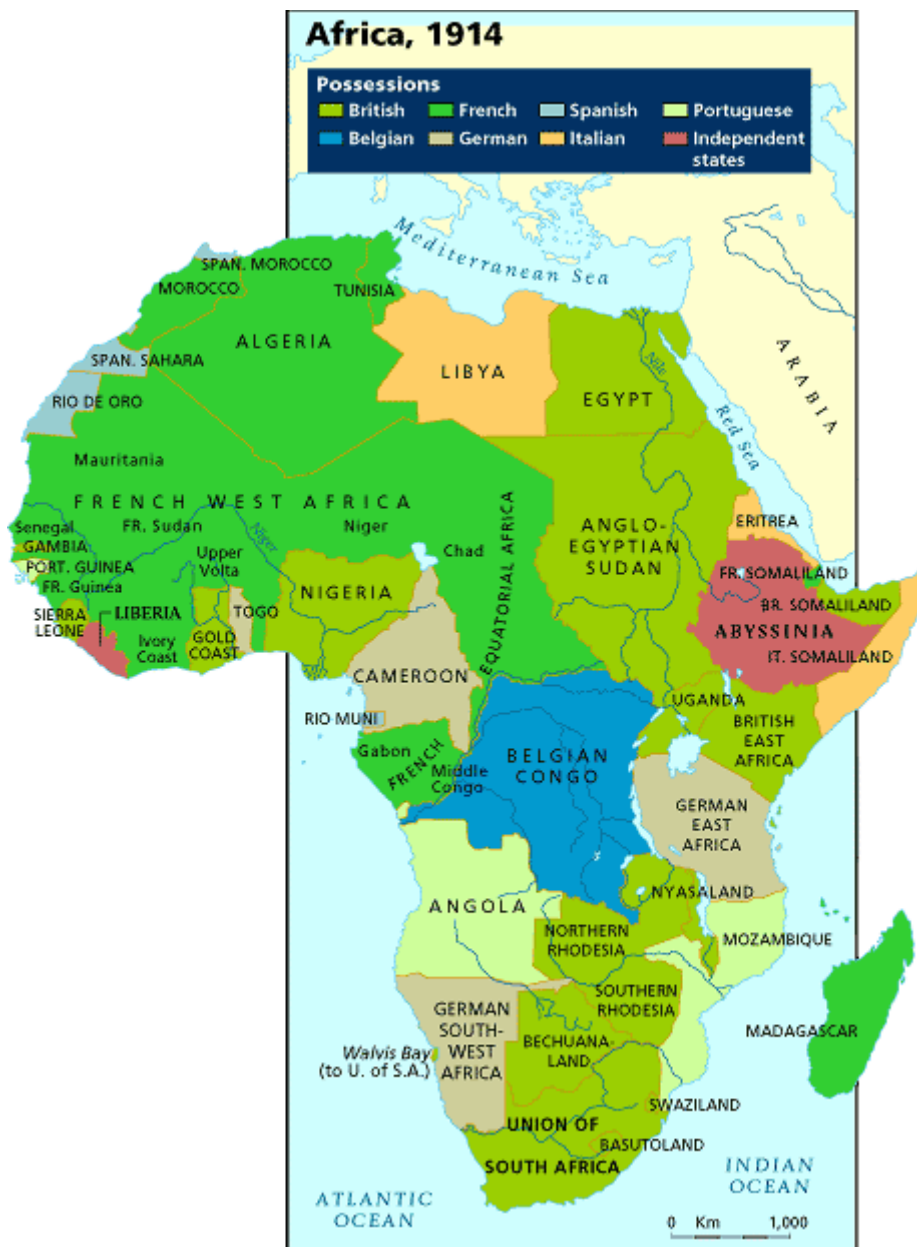 Africa, 1914
Possessions
British French Spanish Portuguese
Belgian German Italian Independent
states
Mediterranean Sea
SPAN. MOROCCO
MOROCCO
TUNISIA
ALGERIA
LIBYA
EGYPT
Nile
ARABIA
Red Sea
SPAN. SAHARA
RIO DE ORO
Mauritania
FRENCH WEST AFRICA
Senegal
FR. Sudan
Niger
Niger
GAMBIA
PORT. GUINEA
FR. Guinea
Upper
Volta
Chad
EQUATORIAL AFRICA
ANGLO-
EGYPTIAN
SUDAN
ERITREA
FR. SOMALILAND
BR. SOMALILAND
ABYSSINIA
IT. SOMALILAND
NIGERIA
SIERRA
LEONE
LIBERIA
Ivory
Coast
GOLD
COAST
TOGO
CAMEROON
RIO MUNI
Gabon
FRENCH
Middle
Congo
BELGIAN
CONGO
UGANDA
BRITISH
EAST
AFRICA
GERMAN
EAST
AFRICA
ANGOLA
NYASALAND
NORTHERN
RHODESIA
MOZAMBIQUE
SOUTHERN
RHODESIA
GERMAN
SOUTH-
WEST
AFRICA
BECHUANA-
LAND
MADAGASCAR
Walvis Bay
(to U. of S.A.)
SWAZILAND
UNION OF
SOUTH AFRICA
BASUTOLAND
ATLANTIC
OCEAN
INDIAN
OCEAN
0 Km 1,000